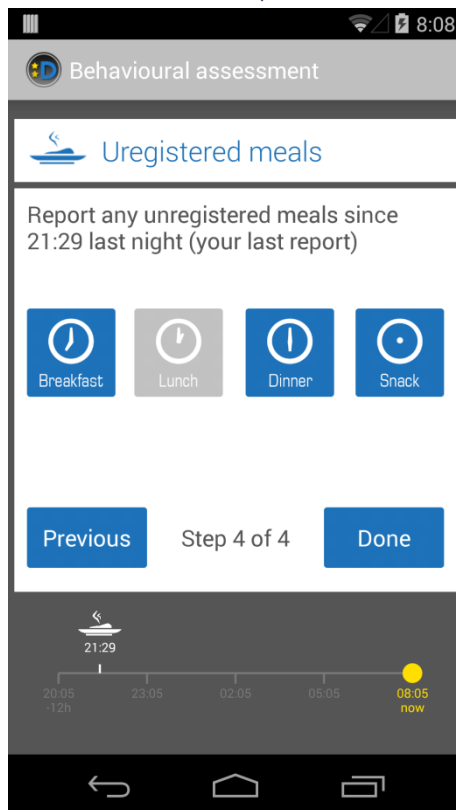 8:08
D Behavioural assessment
Uregistered meals
Report any unregistered meals since
21:29 last night (your last report)
Breakfast Lunch Dinner Snack
Previous Step 4 of 4 Done
21:29
20:05 23:05 02:05 05:05 08:05
-12h now